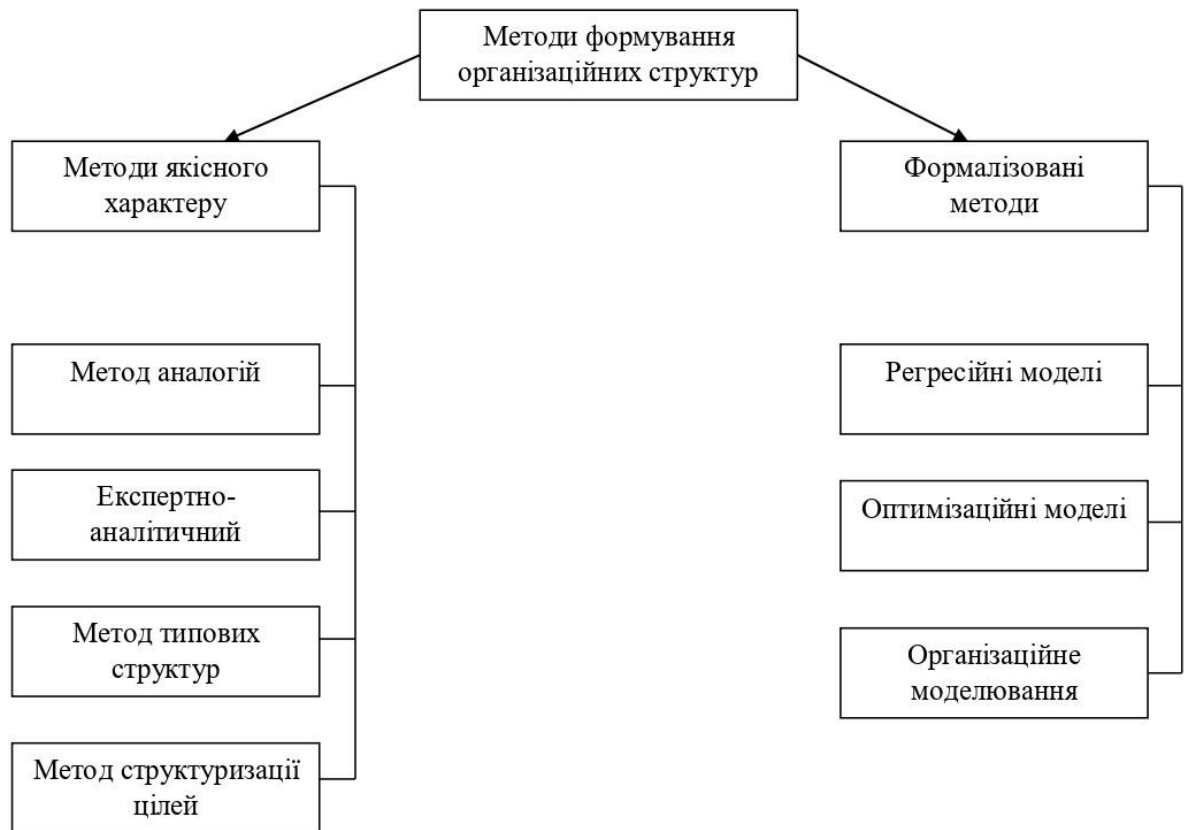 Методи формування
організаційних структур
Методи якісного
характеру
Метод аналогій
Експертно-
аналітичний
Метод типових
структур
Метод структуризації
цілей
Формалізовані
методи
Регресійні моделі
Оптимізаційні моделі
Організаційне
моделювання